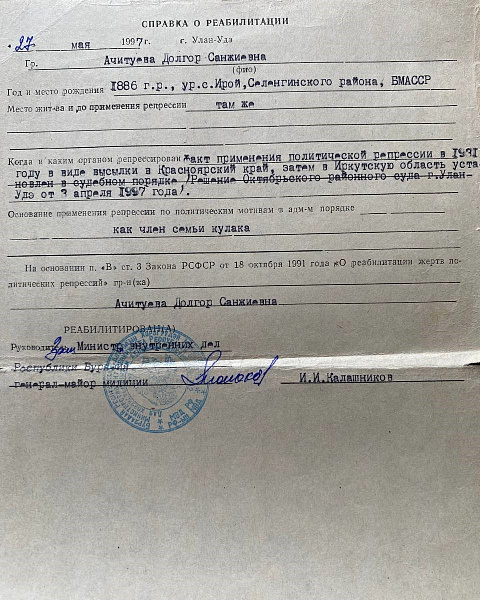 СПРАВКА О РЕАБИЛИТАЦИИ
27 мая 1997г. г. Улан-Удэ
Гр. Ачитуева Долгор Санжиевна
(фио)
Год и место рождения 1886 г.р., ур.с.Ирой,Селенгинского района, БМАССР
Место жит-ва и до применения репрессии там же
Когда и каким органом репрессирован Факт применения политической репрессии в 1931
году в виде высылки в Красноярский край, затем в Иркутскую область уста-
новлен в судебном порядке /Решение Октябрьского районного суда г.Улан-
Удэ от 3 апреля 1997 года/.
Основание применения репрессии по политическим мотивам в адм-м порядке
как член семьи кулака
На основании п. «В» ст. 3 Закона РСФСР от 18 октября 1991 года «О реабилитации жертв по-
литических репрессий» гр-н(ка)
Ачитуева Долгор Санжиевна
РЕАБИЛИТИРОВАН(А)
Руководитель Министр внутренних дел
Республики Бурятия
генерал-майор милиции И.И.Калашников